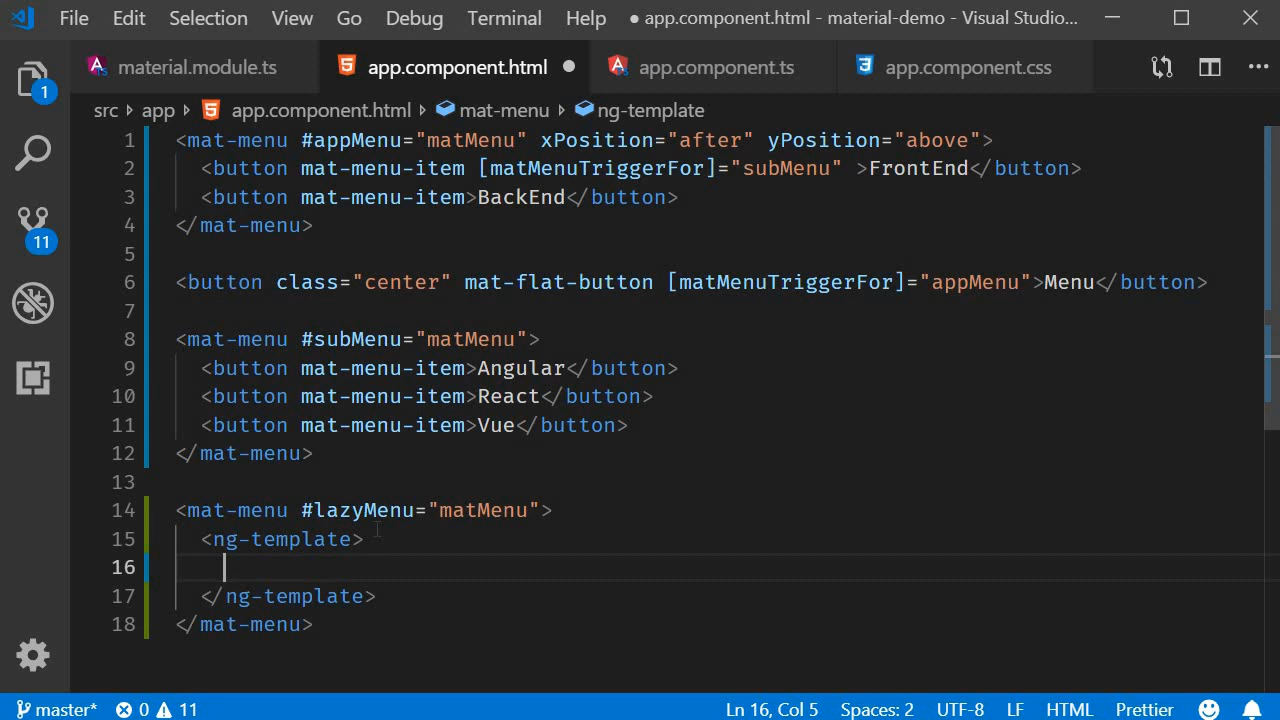 File Edit Selection View Go Debug Terminal Help ● app.component.html - material-demo - Visual Studio...
material.module.ts app.component.html ● app.component.ts app.component.css ...
src › app › app.component.html › mat-menu › ng-template
1 <mat-menu #appMenu="matMenu" xPosition="after" yPosition="above">
2 <button mat-menu-item [matMenuTriggerFor]="subMenu" >FrontEnd</button>
3 <button mat-menu-item>BackEnd</button>
4 </mat-menu>
5
6 <button class="center" mat-flat-button [matMenuTriggerFor]="appMenu">Menu</button>
7
8 <mat-menu #subMenu="matMenu">
9 <button mat-menu-item>Angular</button>
10 <button mat-menu-item>React</button>
11 <button mat-menu-item>Vue</button>
12 </mat-menu>
13
14 <mat-menu #lazyMenu="matMenu">
15 <ng-template>
16
17 </ng-template>
18 </mat-menu>
1
11
master* 0 11 Ln 16, Col 5 Spaces: 2 UTF-8 LF HTML Prettier